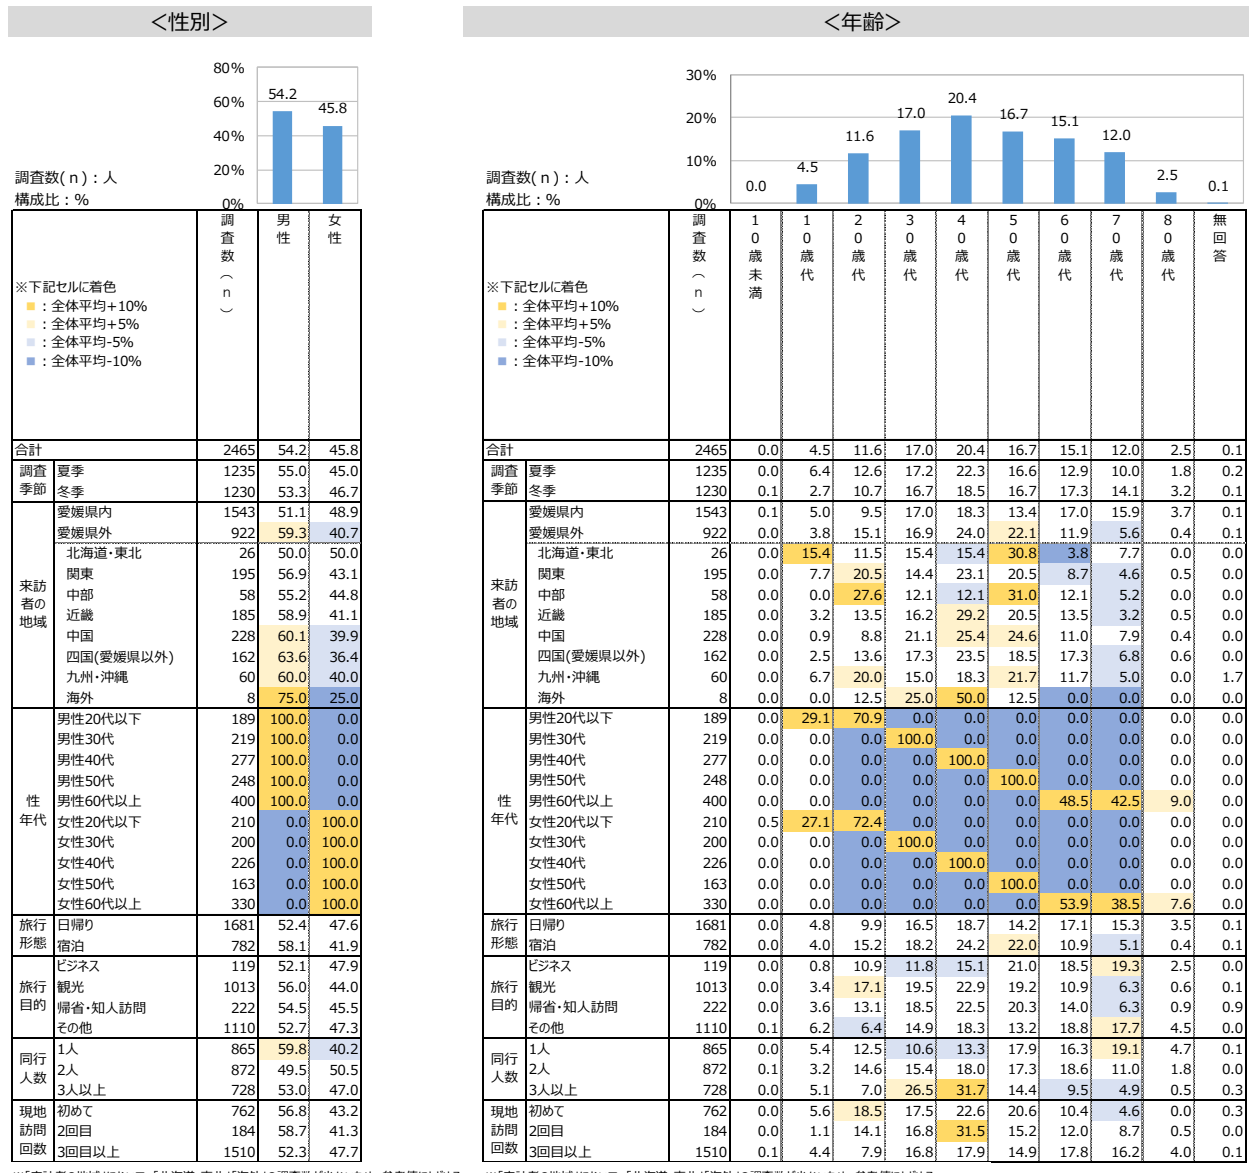 ＜性別＞
80%
60%
40%
20%
0%
54.2
45.8
調査数(ｎ)：人
構成比：%
調査数（ｎ） 男性 女性
※下記セルに着色
■：全体平均+10%
■：全体平均+5%
■：全体平均-5%
■：全体平均-10%
合計 2465 54.2 45.8
調査季節 夏季 1235 55.0 45.0
冬季 1230 53.3 46.7
来訪者の地域 愛媛県内 1543 51.1 48.9
愛媛県外 922 59.3 40.7
北海道・東北 26 50.0 50.0
関東 195 56.9 43.1
中部 58 55.2 44.8
近畿 185 58.9 41.1
中国 228 60.1 39.9
四国(愛媛県以外) 162 63.6 36.4
九州・沖縄 60 60.0 40.0
海外 8 75.0 25.0
性年代 男性20代以下 189 100.0 0.0
男性30代 219 100.0 0.0
男性40代 277 100.0 0.0
男性50代 248 100.0 0.0
男性60代以上 400 100.0 0.0
女性20代以下 210 0.0 100.0
女性30代 200 0.0 100.0
女性40代 226 0.0 100.0
女性50代 163 0.0 100.0
女性60代以上 330 0.0 100.0
旅行形態 日帰り 1681 52.4 47.6
宿泊 782 58.1 41.9
旅行目的 ビジネス 119 52.1 47.9
観光 1013 56.0 44.0
帰省・知人訪問 222 54.5 45.5
その他 1110 52.7 47.3
同行人数 1人 865 59.8 40.2
2人 872 49.5 50.5
3人以上 728 53.0 47.0
現地訪問回数 初めて 762 56.8 43.2
2回目 184 58.7 41.3
3回目以上 1510 52.3 47.7
＜年齢＞
30%
20%
10%
0%
0.0
4.5
11.6
17.0
20.4
16.7
15.1
12.0
2.5
0.1
調査数(ｎ)：人
構成比：%
調査数（ｎ） 10歳未満 10歳代 20歳代 30歳代 40歳代 50歳代 60歳代 70歳代 80歳代 無回答
※下記セルに着色
■：全体平均+10%
■：全体平均+5%
■：全体平均-5%
■：全体平均-10%
合計 2465 0.0 4.5 11.6 17.0 20.4 16.7 15.1 12.0 2.5 0.1
調査季節 夏季 1235 0.0 6.4 12.6 17.2 22.3 16.6 12.9 10.0 1.8 0.2
冬季 1230 0.1 2.7 10.7 16.7 18.5 16.7 17.3 14.1 3.2 0.1
来訪者の地域 愛媛県内 1543 0.1 5.0 9.5 17.0 18.3 13.4 17.0 15.9 3.7 0.1
愛媛県外 922 0.0 3.8 15.1 16.9 24.0 22.1 11.9 5.6 0.4 0.1
北海道・東北 26 0.0 15.4 11.5 15.4 15.4 30.8 3.8 7.7 0.0 0.0
関東 195 0.0 7.7 20.5 14.4 23.1 20.5 8.7 4.6 0.5 0.0
中部 58 0.0 0.0 27.6 12.1 12.1 31.0 12.1 5.2 0.0 0.0
近畿 185 0.0 3.2 13.5 16.2 29.2 20.5 13.5 3.2 0.5 0.0
中国 228 0.0 0.9 8.8 21.1 25.4 24.6 11.0 7.9 0.4 0.0
四国(愛媛県以外) 162 0.0 2.5 13.6 17.3 23.5 18.5 17.3 6.8 0.6 0.0
九州・沖縄 60 0.0 6.7 20.0 15.0 18.3 21.7 11.7 5.0 0.0 1.7
海外 8 0.0 0.0 12.5 25.0 50.0 12.5 0.0 0.0 0.0 0.0
性年代 男性20代以下 189 0.0 29.1 70.9 0.0 0.0 0.0 0.0 0.0 0.0 0.0
男性30代 219 0.0 0.0 0.0 100.0 0.0 0.0 0.0 0.0 0.0 0.0
男性40代 277 0.0 0.0 0.0 0.0 100.0 0.0 0.0 0.0 0.0 0.0
男性50代 248 0.0 0.0 0.0 0.0 0.0 100.0 0.0 0.0 0.0 0.0
男性60代以上 400 0.0 0.0 0.0 0.0 0.0 0.0 48.5 42.5 9.0 0.0
女性20代以下 210 0.5 27.1 72.4 0.0 0.0 0.0 0.0 0.0 0.0 0.0
女性30代 200 0.0 0.0 0.0 100.0 0.0 0.0 0.0 0.0 0.0 0.0
女性40代 226 0.0 0.0 0.0 0.0 100.0 0.0 0.0 0.0 0.0 0.0
女性50代 163 0.0 0.0 0.0 0.0 0.0 100.0 0.0 0.0 0.0 0.0
女性60代以上 330 0.0 0.0 0.0 0.0 0.0 0.0 53.9 38.5 7.6 0.0
旅行形態 日帰り 1681 0.0 4.8 9.9 16.5 18.7 14.2 17.1 15.3 3.5 0.1
宿泊 782 0.0 4.0 15.2 18.2 24.2 22.0 10.9 5.1 0.4 0.1
旅行目的 ビジネス 119 0.0 0.8 10.9 11.8 15.1 21.0 18.5 19.3 2.5 0.0
観光 1013 0.0 3.4 17.1 19.5 22.9 19.2 10.9 6.3 0.6 0.1
帰省・知人訪問 222 0.0 3.6 13.1 18.5 22.5 20.3 14.0 6.3 0.9 0.9
その他 1110 0.1 6.2 6.4 14.9 18.3 13.2 18.8 17.7 4.5 0.0
同行人数 1人 865 0.0 5.4 12.5 10.6 13.3 17.9 16.3 19.1 4.7 0.1
2人 872 0.1 3.2 14.6 15.4 18.0 17.3 18.6 11.0 1.8 0.0
3人以上 728 0.0 5.1 7.0 26.5 31.7 14.4 9.5 4.9 0.5 0.3
現地訪問回数 初めて 762 0.0 5.6 18.5 17.5 22.6 20.6 10.4 4.6 0.0 0.3
2回目 184 0.0 1.1 14.1 16.8 31.5 15.2 12.0 8.7 0.5 0.0
3回目以上 1510 0.1 4.4 7.9 16.8 17.9 14.9 17.8 16.2 4.0 0.1